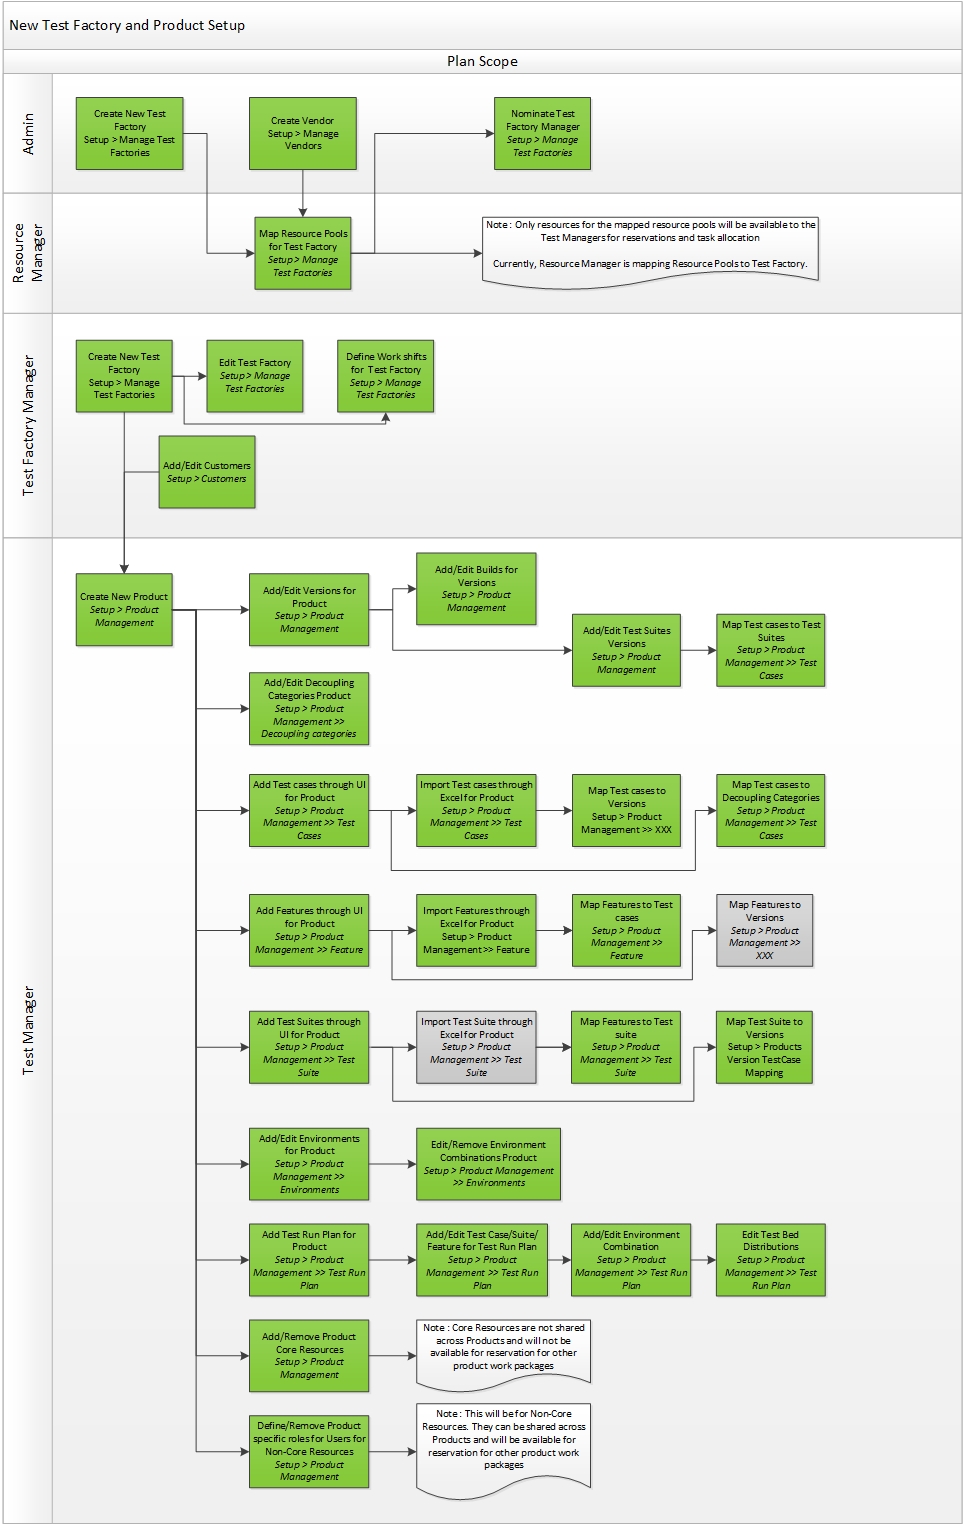 New Test Factory and Product Setup
Plan Scope
Admin
Create New Test
Factory
Setup > Manage Test
Factories
Create Vendor
Setup > Manage
Vendors
Nominate Test
Factory Manager
Setup > Manage
Test Factories
Resource
Manager
Map Resource Pools
for Test Factory
Setup > Manage
Test Factories
Note : Only resources for the mapped resource pools will be available to the
Test Managers for reservations and task allocation
Currently, Resource Manager is mapping Resource Pools to Test Factory.
Test Factory Manager
Create New Test
Factory
Setup > Manage
Test Factories
Edit Test Factory
Setup > Manage
Test Factories
Define Work shifts
for Test Factory
Setup > Manage
Test Factories
Add/Edit Customers
Setup > Customers
Test Manager
Create New Product
Setup > Product
Management
Add/Edit Versions for
Product
Setup > Product
Management
Add/Edit Builds for
Versions
Setup > Product
Management
Add/Edit Test Suites
Versions
Setup > Product
Management
Map Test cases to Test
Suites
Setup > Product
Management >> Test
Cases
Add/Edit Decoupling
Categories Product
Setup > Product
Management >>
Decoupling categories
Add Test cases through UI
for Product
Setup > Product
Management >> Test
Cases
Import Test cases through
Excel for Product
Setup > Product
Management >> Test
Cases
Map Test cases to
Versions
Setup > Product
Management >> XXX
Map Test cases to
Decoupling Categories
Setup > Product
Management >> Test
Cases
Add Features through UI
for Product
Setup > Product
Management >> Feature
Import Features through
Excel for Product
Setup > Product
Management >> Feature
Map Features to Test
cases
Setup > Product
Management >>
Feature
Map Features to
Versions
Setup > Product
Management >>
XXX
Add Test Suites through
UI for Product
Setup > Product
Management >> Test
Suite
Import Test Suite through
Excel for Product
Setup > Product
Management >> Test
Suite
Map Features to Test
suite
Setup > Product
Management >> Test
Suite
Map Test Suite to
Versions
Setup > Products
Version TestCase
Mapping
Add/Edit Environments
for Product
Setup > Product
Management >>
Environments
Edit/Remove Environment
Combinations Product
Setup > Product Management
>> Environments
Add Test Run Plan for
Product
Setup > Product
Management >> Test Run
Plan
Add/Edit Test Case/Suite/
Feature for Test Run Plan
Setup > Product
Management >> Test Run
Plan
Add/Edit Environment
Combination
Setup > Product
Management >> Test Run
Plan
Edit Test Bed
Distributions
Setup > Product
Management >> Test
Run Plan
Add/Remove Product
Core Resources
Setup > Product
Management
Note : Core Resources are not shared
across Products and will not be
available for reservation for other
product work packages
Define/Remove Product
specific roles for Users for
Non-Core Resources
Setup > Product
Management
Note : This will be for Non-Core
Resources. They can be shared across
Products and will be available for
reservation for other product work
packages